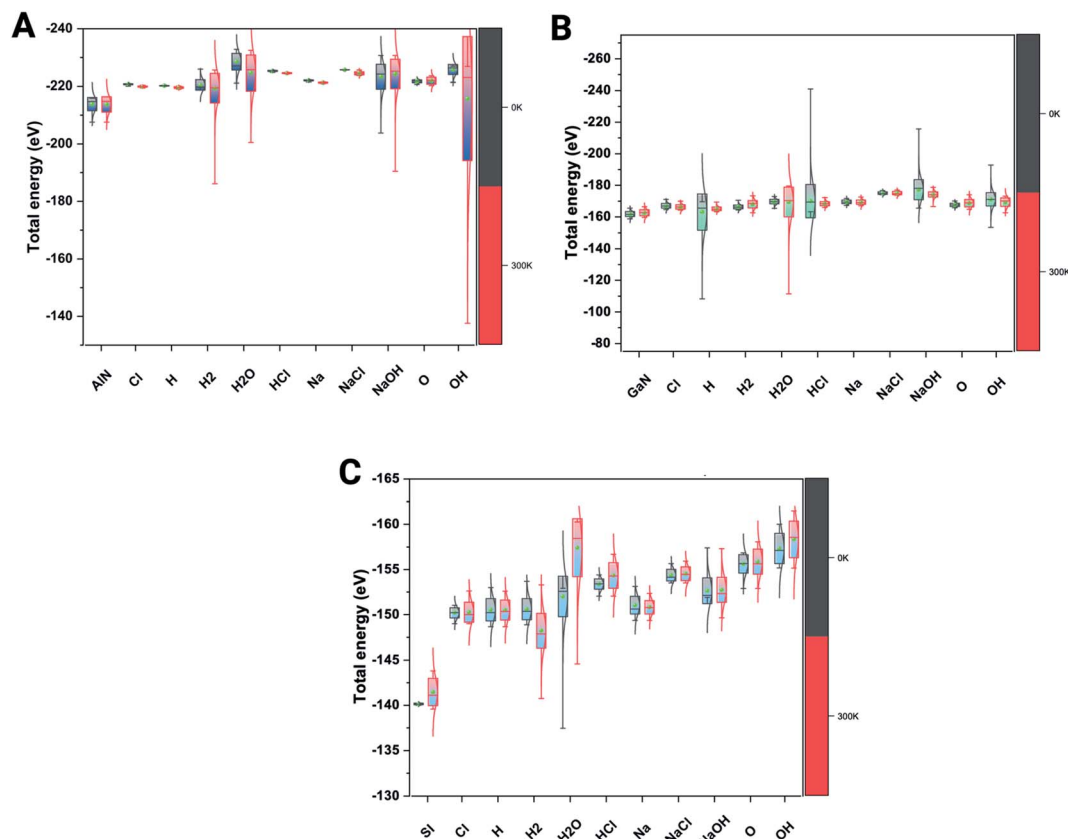 A
Total energy (eV)
-240
-220
-200
-180
-160
-140
AlN
Cl
H
H2
H2O
HCl
Na
NaCl
NaOH
O
OH
0K
300K
B
Total energy (eV)
-260
-240
-220
-200
-180
-160
-140
-120
-100
-80
GaN
Cl
H
H2
H2O
HCl
Na
NaCl
NaOH
O
OH
0K
300K
C
Total energy (eV)
-165
-160
-155
-150
-145
-140
-135
-130
SI
Cl
H
H2
H2O
HCl
Na
NaCl
NaOH
O
OH
0K
300K